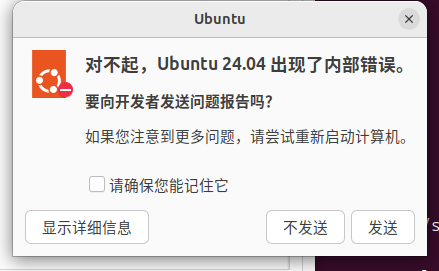 Ubuntu
对不起，Ubuntu 24.04 出现了内部错误。
要向开发者发送问题报告吗？
如果您注意到更多问题，请尝试重新启动计算机。
请确保您能记住它
显示详细信息
不发送
发送